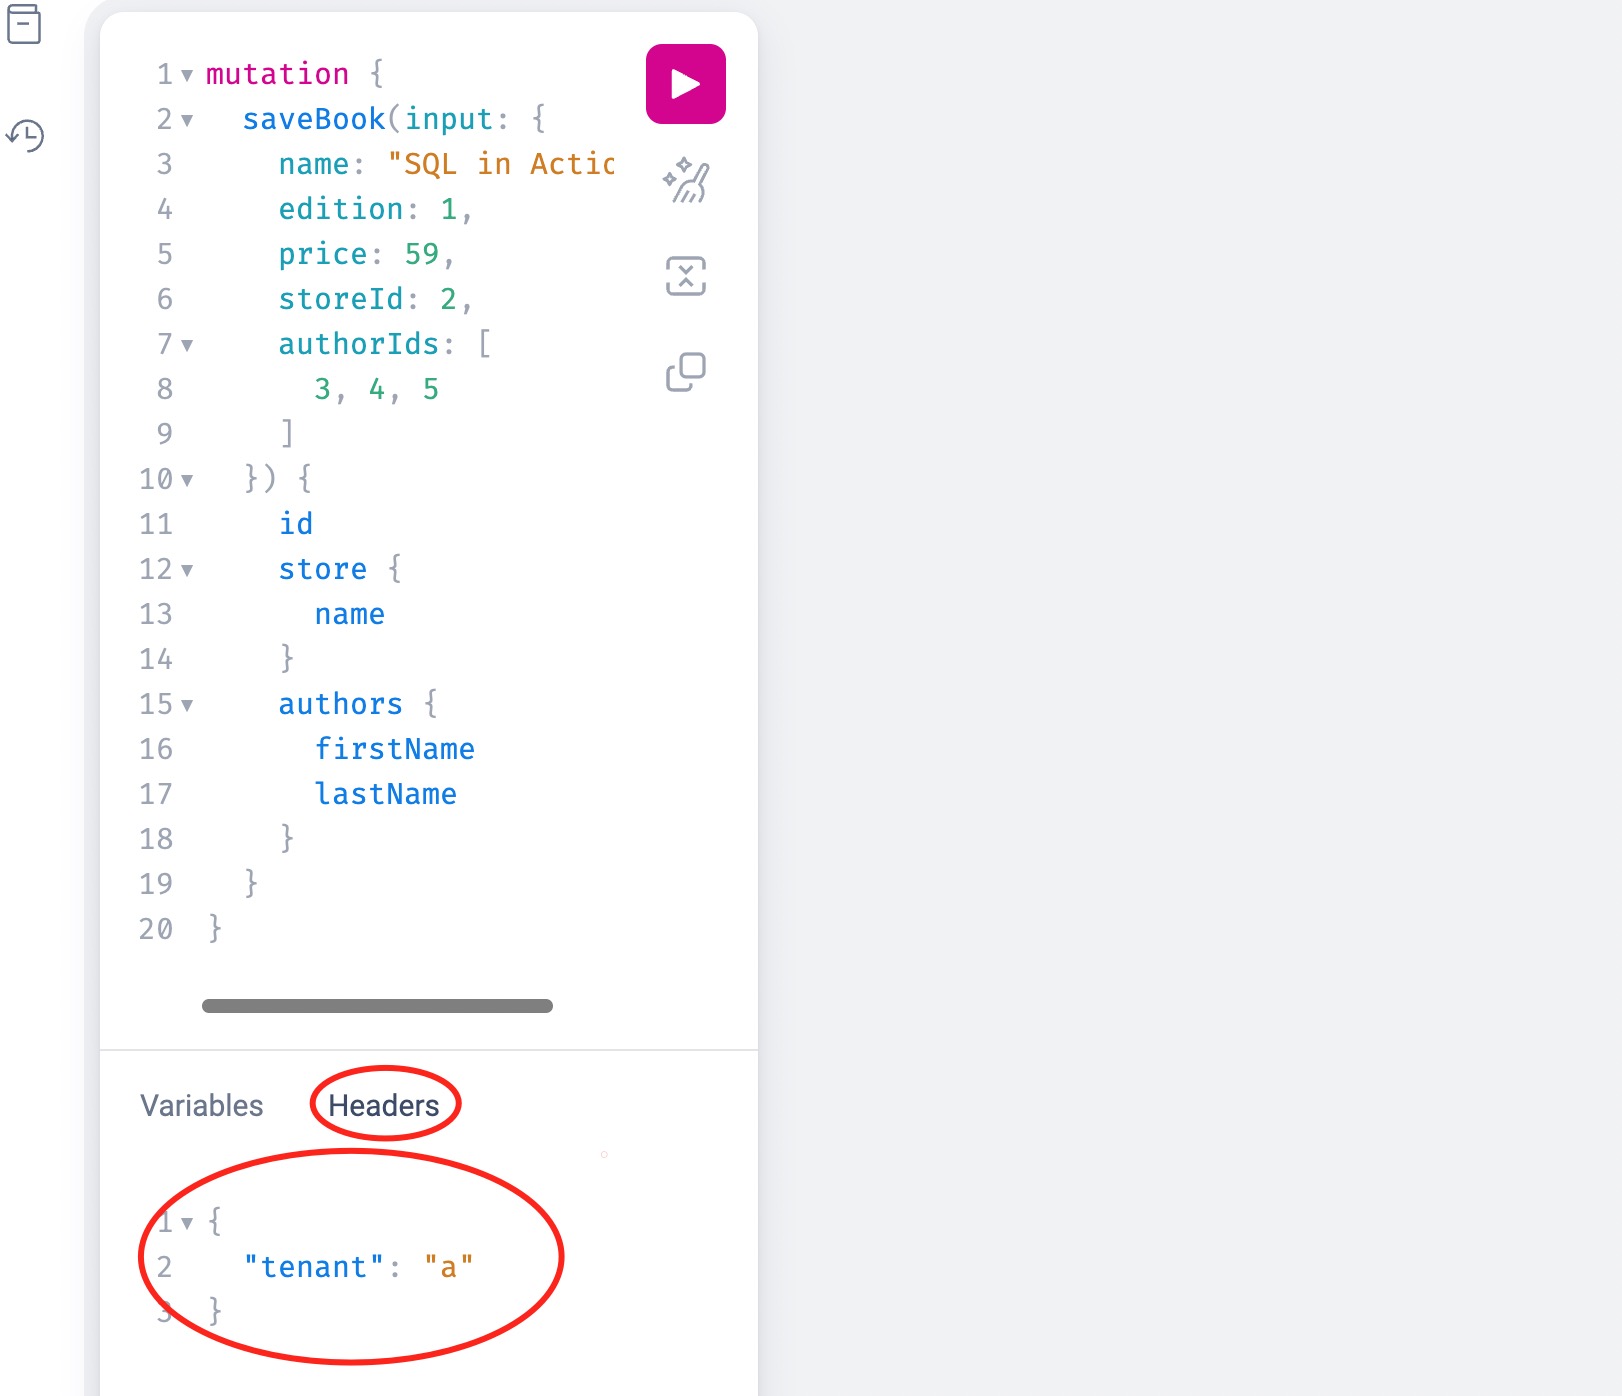 1 mutation {
2 saveBook(input: {
3 name: "SQL in Actio
4 edition: 1,
5 price: 59,
6 storeId: 2,
7 authorIds: [
8 3, 4, 5
9 ]
10 }) {
11 id
12 store {
13 name
14 }
15 authors {
16 firstName
17 lastName
18 }
19 }
20 }
Variables Headers
1 {
2 "tenant": "a"
3 }